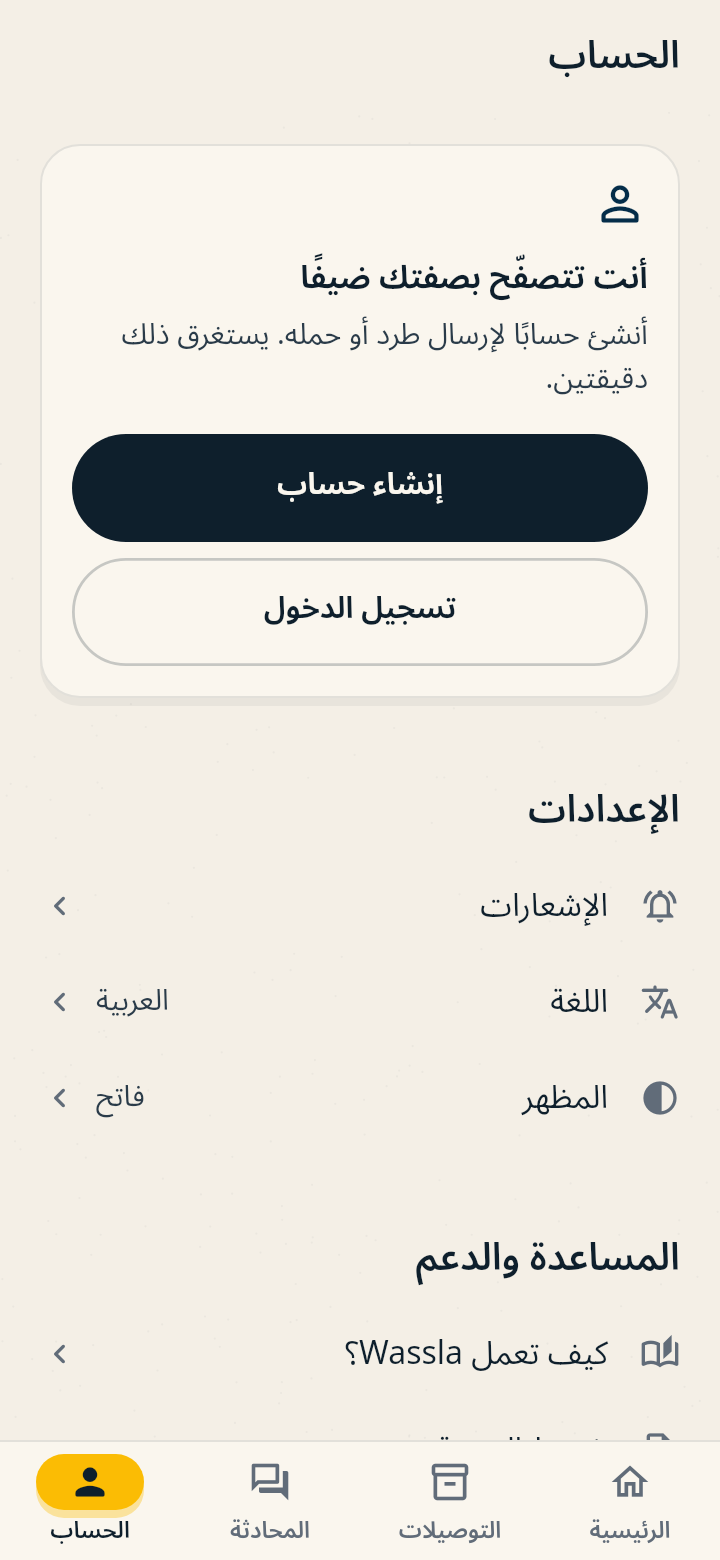 الحساب
أنت تتصفّح بصفتك ضيفًا
أنشئ حسابًا لإرسال طرد أو حمله. يستغرق ذلك
دقيقتين.
إنشاء حساب
تسجيل الدخول
الإعدادات
الإشعارات
اللغة العربية
المظهر فاتح
المساعدة والدعم
كيف تعمل Wassla؟
الرئيسية التوصيلات المحادثة الحساب